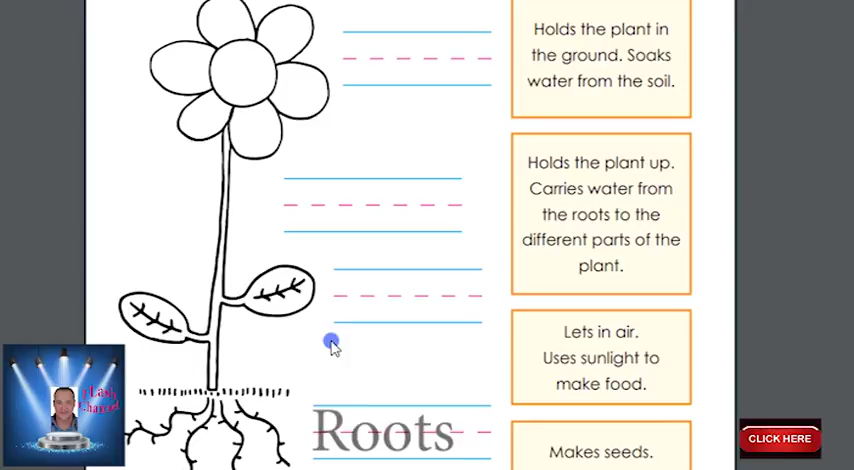 Holds the plant in
the ground. Soaks
water from the soil.
Holds the plant up.
Carries water from
the roots to the
different parts of the
plant.
Lets in air.
Uses sunlight to
make food.
Roots
Makes seeds.
Channel
CLICK HERE